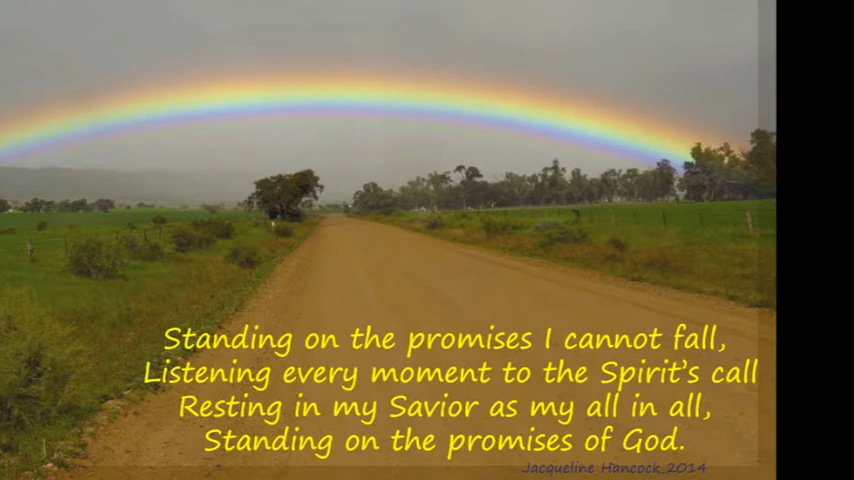 Standing on the promises I cannot fall,
Listening every moment to the Spirit's call
Resting in my Savior as my all in all,
Standing on the promises of God.
Jacqueline Hancock 2014